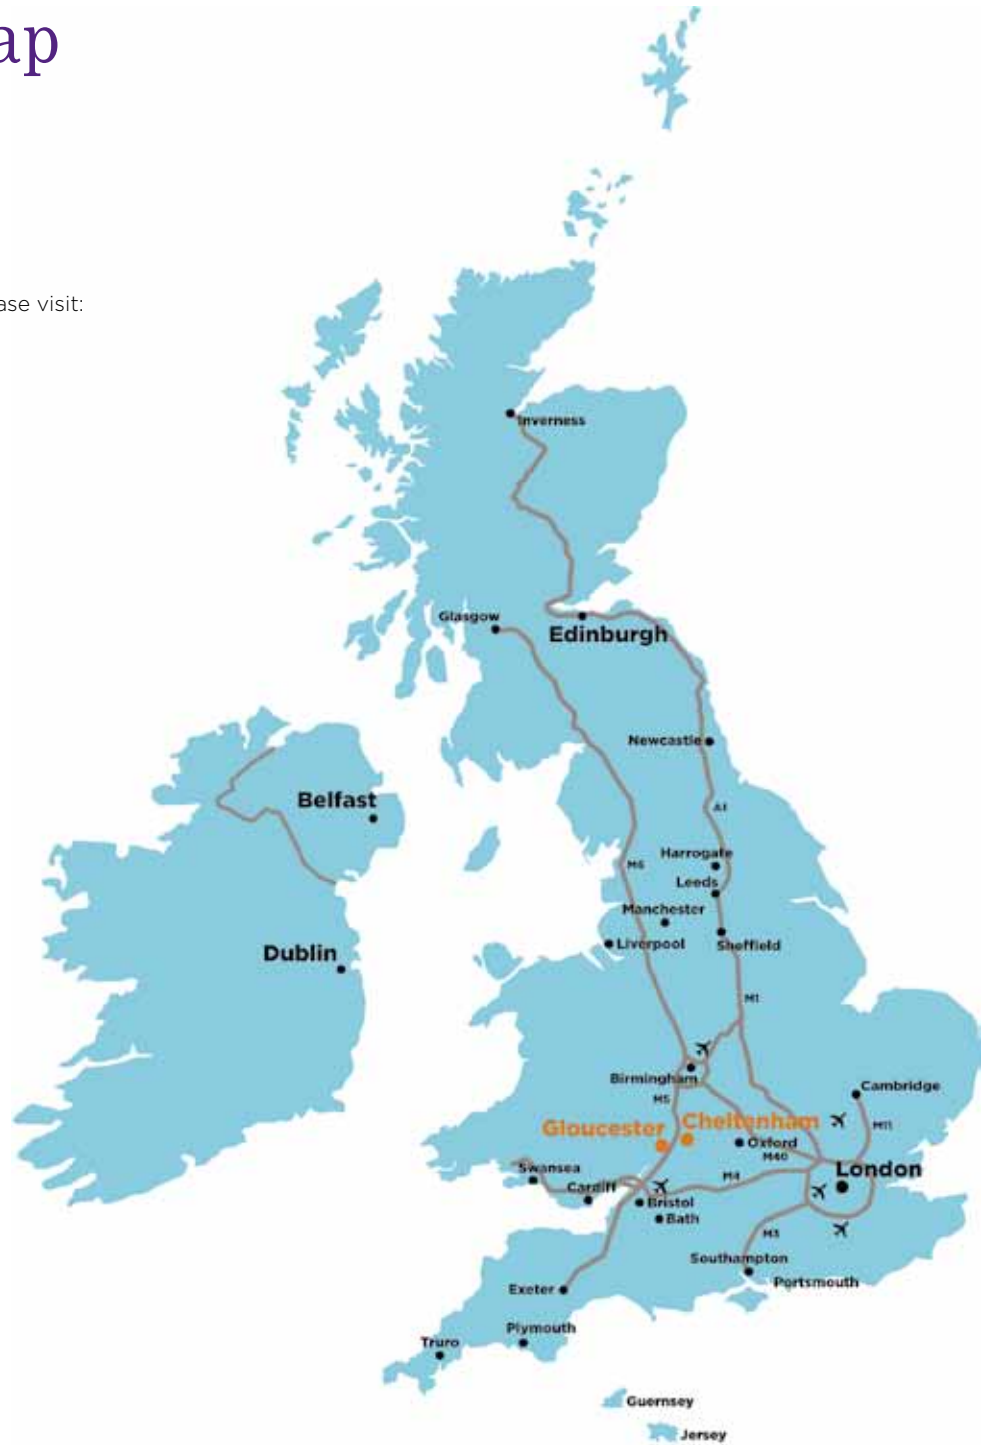 ap
ase visit:
Inverness
Glasgow
Edinburgh
Newcastle
A1
Belfast
Harrogate
M6
Leeds
Manchester
Liverpool
Sheffield
Dublin
M1
Birmingham
Cambridge
M5
Gloucester
Cheltenham
M11
Oxford
M40
Swansea
London
M4
Cardiff
Bristol
Bath
M3
Southampton
Portsmouth
Exeter
Plymouth
Truro
Guernsey
Jersey